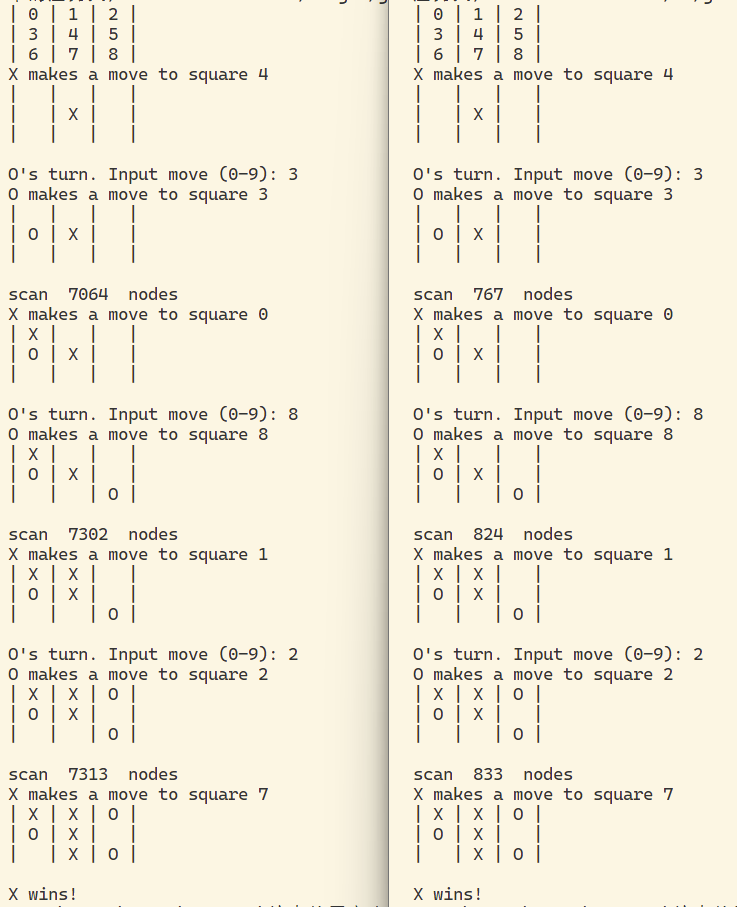 | 0 | 1 | 2 |
| 3 | 4 | 5 |
| 6 | 7 | 8 |
X makes a move to square 4
|   |   |   |
|   | X |   |
|   |   |   |
O's turn. Input move (0-9): 3
O makes a move to square 3
|   |   |   |
| O | X |   |
|   |   |   |
scan  7064  nodes
X makes a move to square 0
| X |   |   |
| O | X |   |
|   |   |   |
O's turn. Input move (0-9): 8
O makes a move to square 8
| X |   |   |
| O | X |   |
|   |   | O |
scan  7302  nodes
X makes a move to square 1
| X | X |   |
| O | X |   |
|   |   | O |
O's turn. Input move (0-9): 2
O makes a move to square 2
| X | X | O |
| O | X |   |
|   |   | O |
scan  7313  nodes
X makes a move to square 7
| X | X | O |
| O | X |   |
|   | X | O |
X wins!
| 0 | 1 | 2 |
| 3 | 4 | 5 |
| 6 | 7 | 8 |
X makes a move to square 4
|   |   |   |
|   | X |   |
|   |   |   |
O's turn. Input move (0-9): 3
O makes a move to square 3
|   |   |   |
| O | X |   |
|   |   |   |
scan  767  nodes
X makes a move to square 0
| X |   |   |
| O | X |   |
|   |   |   |
O's turn. Input move (0-9): 8
O makes a move to square 8
| X |   |   |
| O | X |   |
|   |   | O |
scan  824  nodes
X makes a move to square 1
| X | X |   |
| O | X |   |
|   |   | O |
O's turn. Input move (0-9): 2
O makes a move to square 2
| X | X | O |
| O | X |   |
|   |   | O |
scan  833  nodes
X makes a move to square 7
| X | X | O |
| O | X |   |
|   | X | O |
X wins!